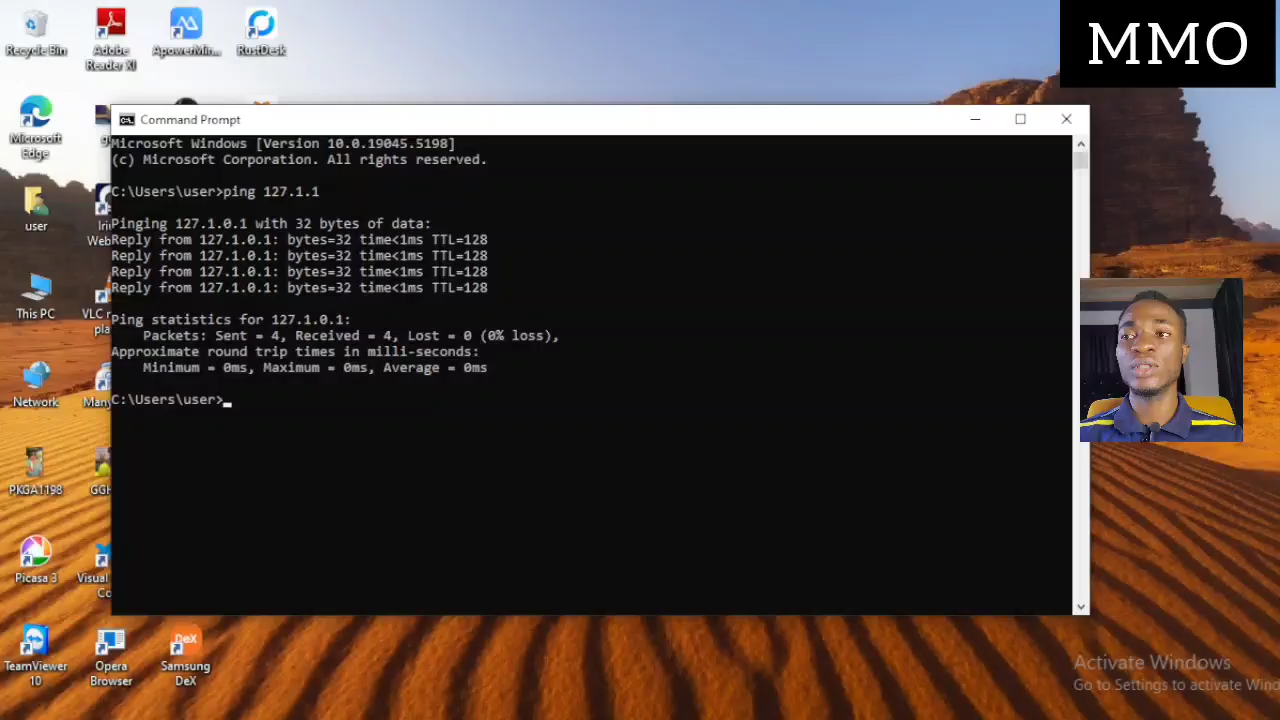 MMO
Recycle Bin
Adobe
Reader XI
ApowerMir...
RustDesk
Microsoft
Edge
Command Prompt
Microsoft Windows [Version 10.0.19045.5198]
(c) Microsoft Corporation. All rights reserved.
C:\Users\user>ping 127.1.1
Pinging 127.1.0.1 with 32 bytes of data:
Reply from 127.1.0.1: bytes=32 time<1ms TTL=128
Reply from 127.1.0.1: bytes=32 time<1ms TTL=128
Reply from 127.1.0.1: bytes=32 time<1ms TTL=128
Reply from 127.1.0.1: bytes=32 time<1ms TTL=128
Ping statistics for 127.1.0.1:
Packets: Sent = 4, Received = 4, Lost = 0 (0% loss),
Approximate round trip times in milli-seconds:
Minimum = 0ms, Maximum = 0ms, Average = 0ms
C:\Users\user>
user
This PC
VLC
Network
PKGA1198
Picasa 3
Visual
TeamViewer
10
Opera
Browser
DeX
Samsung
DeX
Activate Windows
Go to Settings to activate Wind